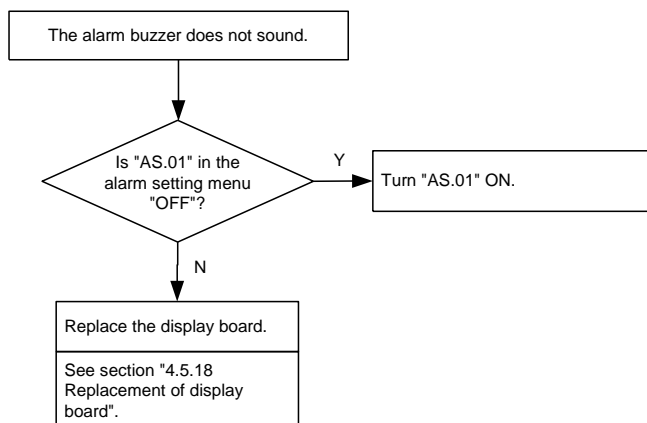 The alarm buzzer does not sound.
Is "AS.01" in the
alarm setting menu
"OFF"?
Y
Turn "AS.01" ON.
N
Replace the display board.
See section "4.5.18
Replacement of display
board".